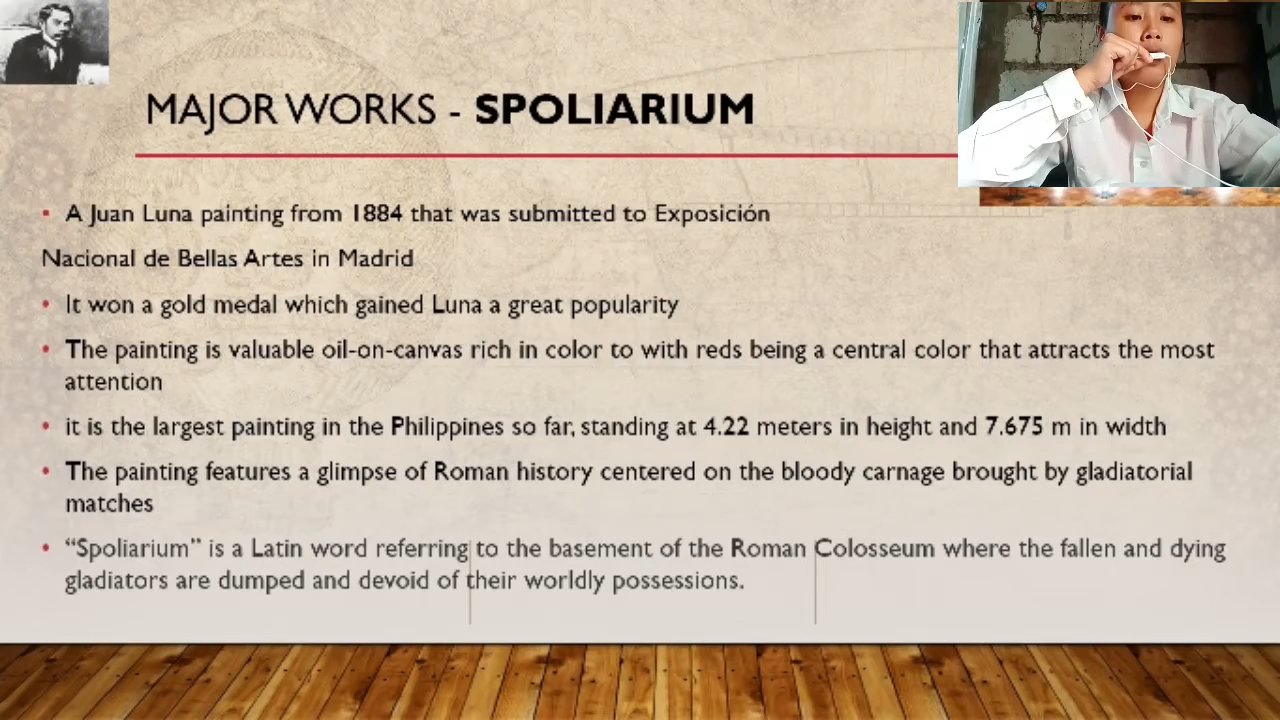 MAJOR WORKS - SPOLIARIUM
• A Juan Luna painting from 1884 that was submitted to Exposición
Nacional de Bellas Artes in Madrid
• It won a gold medal which gained Luna a great popularity
• The painting is valuable oil-on-canvas rich in color to with reds being a central color that attracts the most
attention
• it is the largest painting in the Philippines so far, standing at 4.22 meters in height and 7.675 m in width
• The painting features a glimpse of Roman history centered on the bloody carnage brought by gladiatorial
matches
• “Spoliarium” is a Latin word referring to the basement of the Roman Colosseum where the fallen and dying
gladiators are dumped and devoid of their worldly possessions.